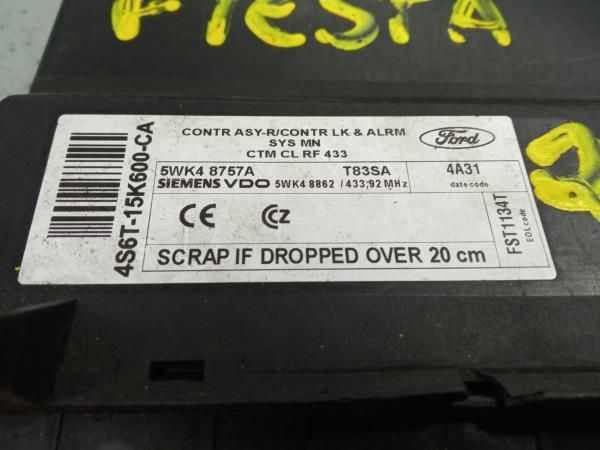 FIESTA
CONTR ASY-R/CONTR LK & ALRM
SYS MN
CTM CL RF 433
Ford
5WK4 8757A T83SA 4A31
SIEMENS VDO 5WK4 8862 / 433,92 MHz date code
CE CCZ
SCRAP IF DROPPED OVER 20 cm
4S6T-15K600-CA
FST1134T
EOL code